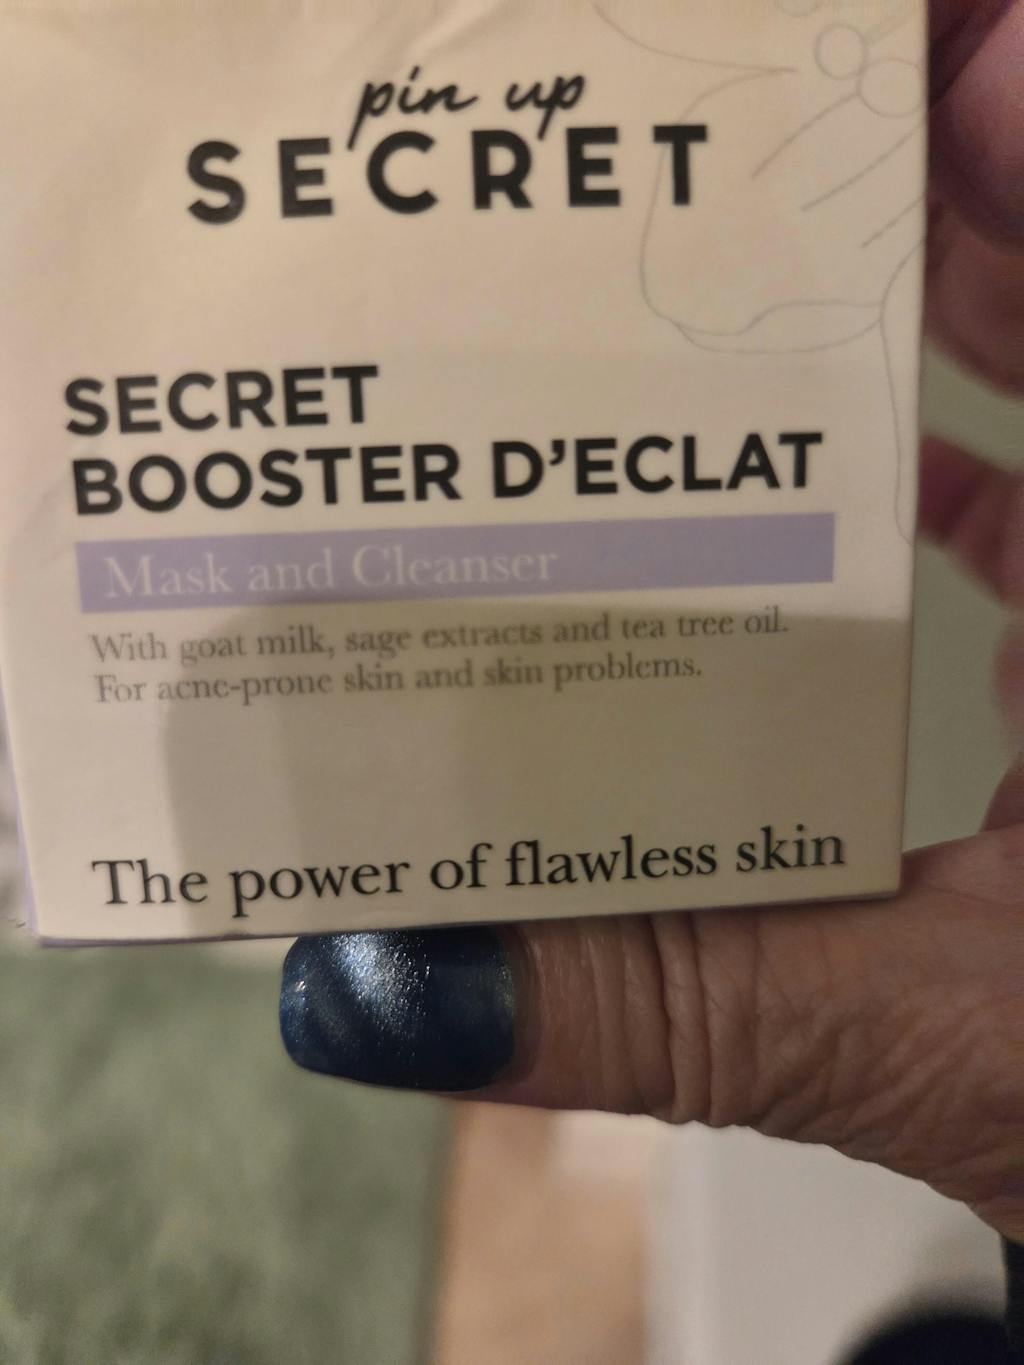 pin up
SECRET
SECRET
BOOSTER D'ECLAT
Mask and Cleanser
With goat milk, sage extracts and tea tree oil.
For acne-prone skin and skin problems.
The power of flawless skin